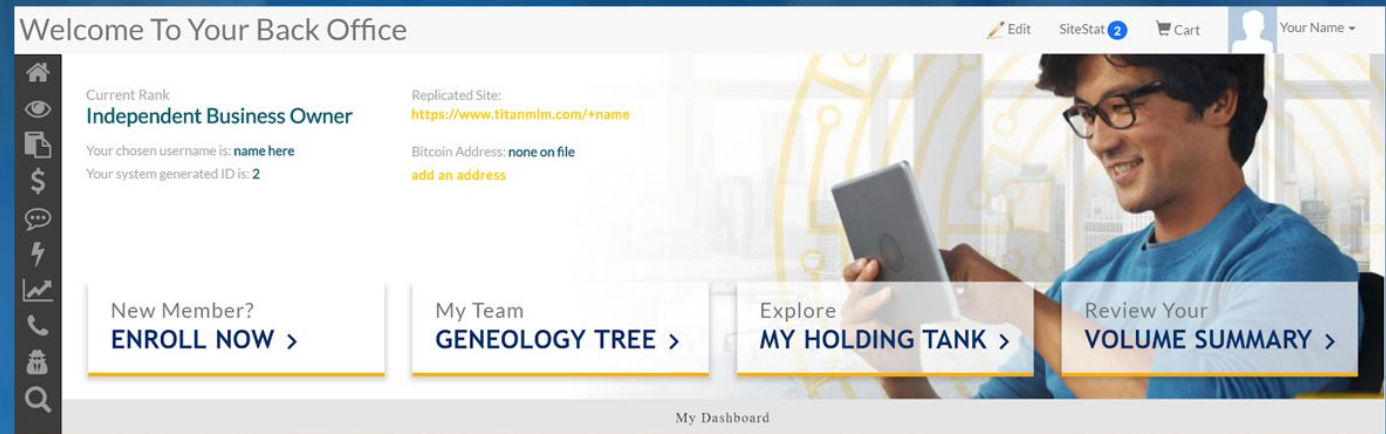 Welcome To Your Back Office
Edit
SiteStat 2
Cart
Your Name
Current Rank
Independent Business Owner
Your chosen username is: name here
Your system generated ID is: 2
Replicated Site:
https://www.titanmlm.com/+name
Bitcoin Address: none on file
add an address
New Member?
ENROLL NOW >
My Team
GENEOLOGY TREE >
Explore
MY HOLDING TANK >
Review Your
VOLUME SUMMARY >
My Dashboard